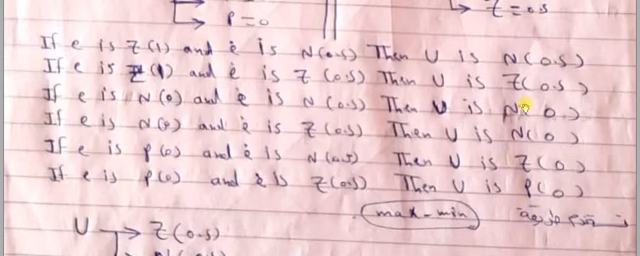 P=0
Z=0.5
If e is Z(1) and ė is N(0.5) Then U is N(0.5)
If e is Z(1) and ė is Z(0.5) Then U is Z(0.5)
If e is N(0) and ė is N(0.5) Then U is N(0)
If e is N(0) and ė is Z(0.5) Then U is N(0)
If e is P(0) and ė is N(0.5) Then U is Z(0)
If e is P(0) and ė is Z(0.5) Then U is P(0)
max-min
U → Z(0.5)